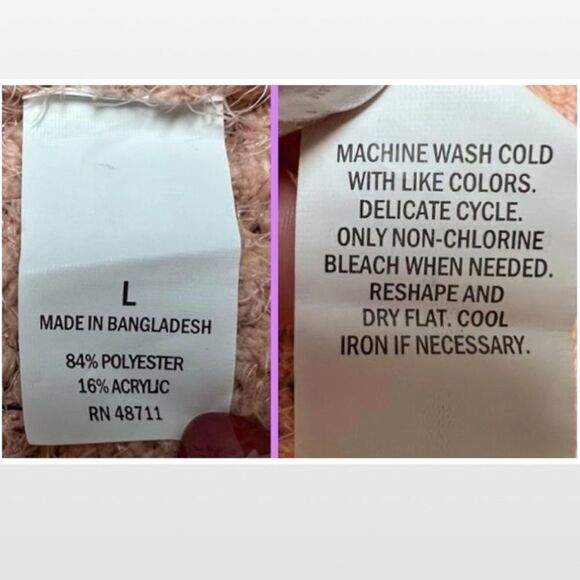 L
MADE IN BANGLADESH
84% POLYESTER
16% ACRYLIC
RN 48711
MACHINE WASH COLD
WITH LIKE COLORS.
DELICATE CYCLE.
ONLY NON-CHLORINE
BLEACH WHEN NEEDED.
RESHAPE AND
DRY FLAT. COOL
IRON IF NECESSARY.